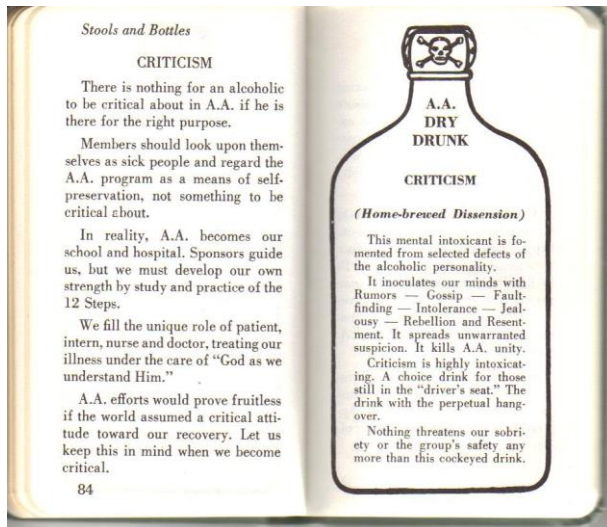 Stools and Bottles
CRITICISM
There is nothing for an alcoholic
to be critical about in A.A. if he is
there for the right purpose.
Members should look upon them-
selves as sick people and regard the
A.A. program as a means of self-
preservation, not something to be
critical about.
In reality, A.A. becomes our
school and hospital. Sponsors guide
us, but we must develop our own
strength by study and practice of the
12 Steps.
We fill the unique role of patient,
intern, nurse and doctor, treating our
illness under the care of “God as we
understand Him.”
A.A. efforts would prove fruitless
if the world assumed a critical atti-
tude toward our recovery. Let us
keep this in mind when we become
critical.
84
A.A.
DRY
DRUNK
CRITICISM
(Home-brewed Dissension)
This mental intoxicant is fo-
mented from selected defects of
the alcoholic personality.
It inoculates our minds with
Rumors — Gossip — Fault-
finding — Intolerance — Jeal-
ousy — Rebellion and Resent-
ment. It spreads unwarranted
suspicion. It kills A.A. unity.
Criticism is highly intoxicat-
ing. A choice drink for those
still in the “driver’s seat.” The
drink with the perpetual hang-
over.
Nothing threatens our sobri-
ety or the group’s safety any
more than this cockeyed drink.